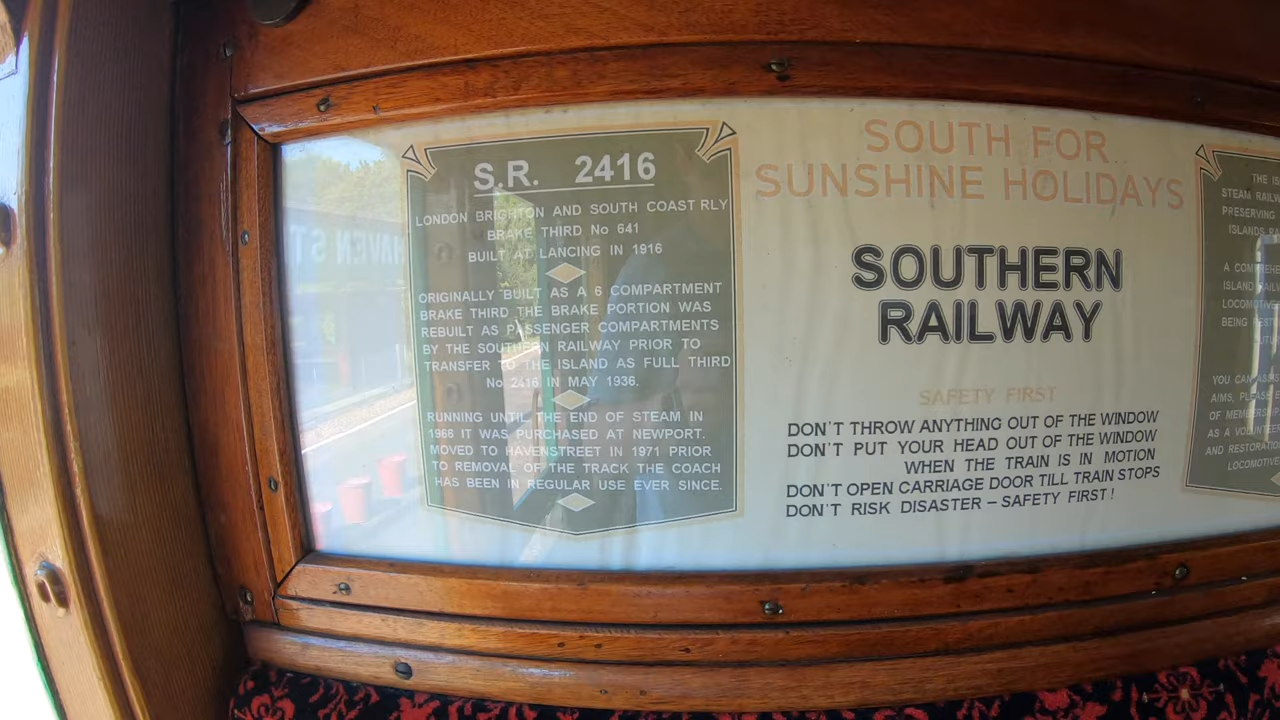 S.R. 2416
LONDON BRIGHTON AND SOUTH COAST RLY
BRAKE THIRD No 641
BUILT AT LANCING IN 1916
ORIGINALLY BUILT AS A 6 COMPARTMENT
BRAKE THIRD THE BRAKE PORTION WAS
REBUILT AS PASSENGER COMPARTMENTS
BY THE SOUTHERN RAILWAY PRIOR TO
TRANSFER TO THE ISLAND AS FULL THIRD
No 2416 IN MAY 1936.
RUNNING UNTIL THE END OF STEAM IN
1966 IT WAS PURCHASED AT NEWPORT.
MOVED TO HAVENSTREET IN 1971 PRIOR
TO REMOVAL OF THE TRACK THE COACH
HAS BEEN IN REGULAR USE EVER SINCE.
SOUTH FOR
SUNSHINE HOLIDAYS
SOUTHERN
RAILWAY
SAFETY FIRST
DON'T THROW ANYTHING OUT OF THE WINDOW
DON'T PUT YOUR HEAD OUT OF THE WINDOW
WHEN THE TRAIN IS IN MOTION
DON'T OPEN CARRIAGE DOOR TILL TRAIN STOPS
DON'T RISK DISASTER – SAFETY FIRST!
THE
STEAM
PRESERVING
ISLANDS
A
ISLAND
BEING
YOU CAN
AIMS,
OF
AS A
AND